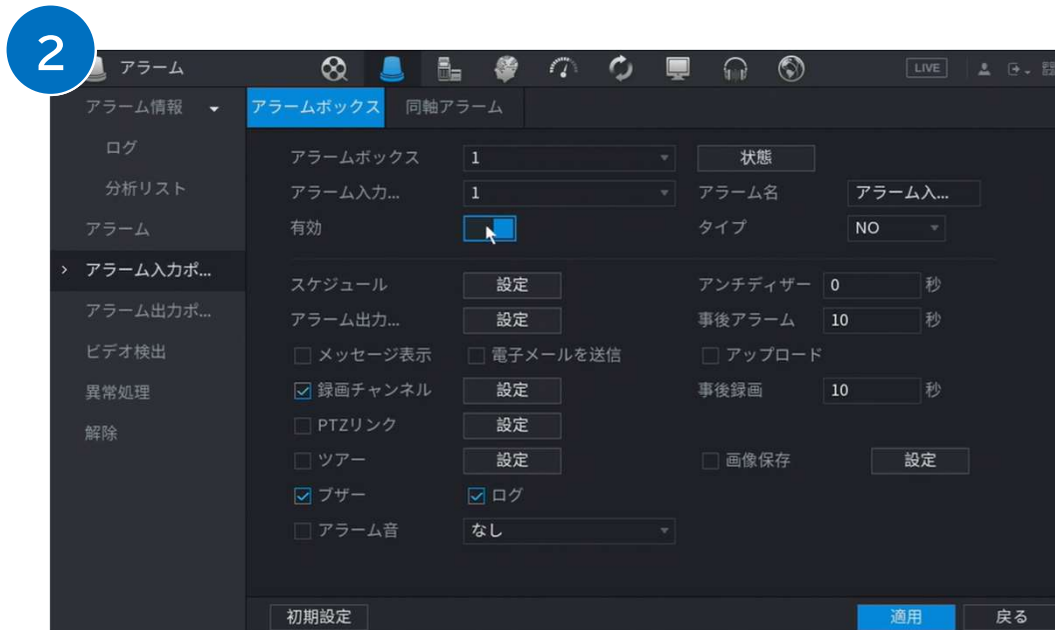 2
アラーム
LIVE
アラーム情報
アラームボックス 同軸アラーム
ログ
アラームボックス 1 状態
分析リスト
アラーム入力... 1 アラーム名 アラーム入...
アラーム
有効 タイプ NO
アラーム入力ポ...
スケジュール 設定 アンチディザー 0 秒
アラーム出力ポ...
アラーム出力... 設定 事後アラーム 10 秒
ビデオ検出
メッセージ表示 電子メールを送信 アップロード
異常処理
録画チャンネル 設定 事後録画 10 秒
解除
PTZリンク 設定
ツアー 設定 画像保存 設定
ブザー ログ
アラーム音 なし
初期設定 適用 戻る